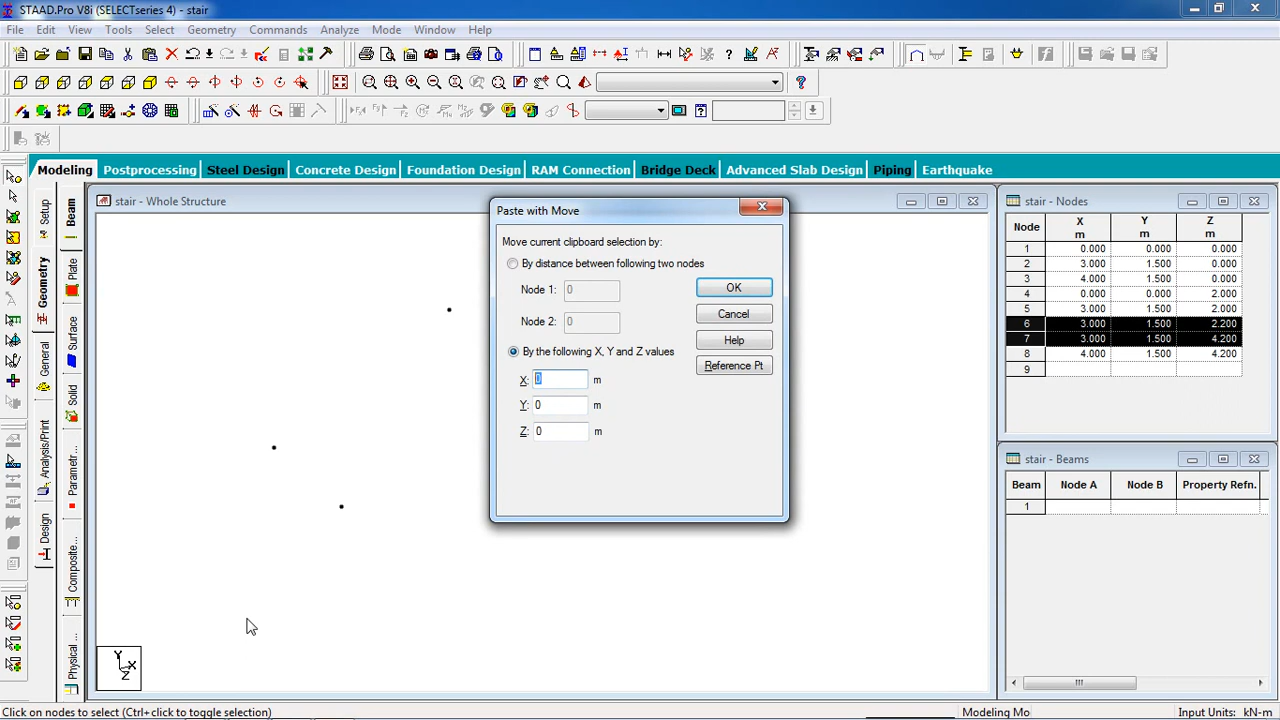 STAAD.Pro V8i (SELECTseries 4) - stair
File Edit View Tools Select Geometry Commands Analyze Mode Window Help
Modeling Postprocessing Steel Design Concrete Design Foundation Design RAM Connection Bridge Deck Advanced Slab Design Piping Earthquake
Setup
Geometry
General
Analysis/Print
Design
Beam
Plate
Surface
Solid
Parametr...
Composite...
Physical ...
stair - Whole Structure
Y
X
Z
Paste with Move
Move current clipboard selection by:
By distance between following two nodes
Node 1: 0
Node 2: 0
By the following X, Y and Z values
X: 0 m
Y: 0 m
Z: 0 m
OK
Cancel
Help
Reference Pt
stair - Nodes
Node X m Y m Z m
1 0.000 0.000 0.000
2 3.000 1.500 0.000
3 4.000 1.500 0.000
4 0.000 0.000 2.000
5 3.000 1.500 2.000
6 3.000 1.500 2.200
7 3.000 1.500 4.200
8 4.000 1.500 4.200
9
stair - Beams
Beam Node A Node B Property Refn.
1
Click on nodes to select (Ctrl+click to toggle selection)
Modeling Mo
Input Units: kN-m